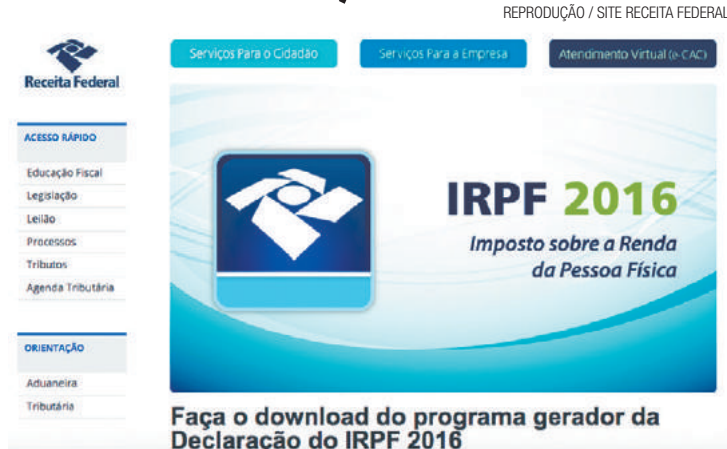 REPRODUÇÃO / SITE RECEITA FEDERAL
Receita Federal
Serviços Para o Cidadão
Serviços Para a Empresa
Atendimento Virtual (e-CAC)
ACESSO RÁPIDO
Educação Fiscal
Legislação
Leilão
Processos
Tributos
Agenda Tributária
ORIENTAÇÃO
Aduaneira
Tributária
IRPF 2016
Imposto sobre a Renda
da Pessoa Física
Faça o download do programa gerador da
Declaração do IRPF 2016